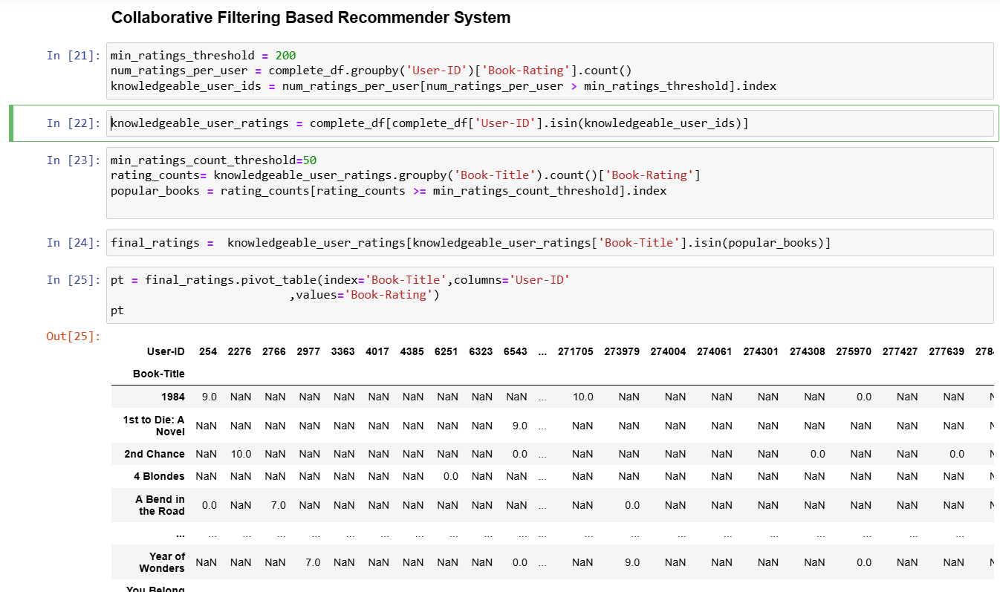 Collaborative Filtering Based Recommender System
In [21]: min_ratings_threshold = 200
num_ratings_per_user = complete_df.groupby('User-ID')['Book-Rating'].count()
knowledgeable_user_ids = num_ratings_per_user[num_ratings_per_user > min_ratings_threshold].index
In [22]: knowledgeable_user_ratings = complete_df[complete_df['User-ID'].isin(knowledgeable_user_ids)]
In [23]: min_ratings_count_threshold=50
rating_counts= knowledgeable_user_ratings.groupby('Book-Title').count()['Book-Rating']
popular_books = rating_counts[rating_counts >= min_ratings_count_threshold].index
In [24]: final_ratings =  knowledgeable_user_ratings[knowledgeable_user_ratings['Book-Title'].isin(popular_books)]
In [25]: pt = final_ratings.pivot_table(index='Book-Title',columns='User-ID'
,values='Book-Rating')
pt
Out[25]:
User-ID 254 2276 2766 2977 3363 4017 4385 6251 6323 6543 ... 271705 273979 274004 274061 274301 274308 275970 277427 277639 278
Book-Title
1984 9.0 NaN NaN NaN NaN NaN NaN NaN NaN NaN ... 10.0 NaN NaN NaN NaN NaN 0.0 NaN NaN N
1st to Die: A
Novel NaN NaN NaN NaN NaN NaN NaN NaN NaN 9.0 ... NaN NaN NaN NaN NaN NaN NaN NaN NaN N
2nd Chance NaN 10.0 NaN NaN NaN NaN NaN NaN NaN 0.0 ... NaN NaN NaN NaN NaN 0.0 NaN NaN 0.0 N
4 Blondes NaN NaN NaN NaN NaN NaN NaN 0.0 NaN NaN ... NaN NaN NaN NaN NaN NaN NaN NaN NaN N
A Bend in
the Road 0.0 NaN 7.0 NaN NaN NaN NaN NaN NaN NaN ... NaN 0.0 NaN NaN NaN NaN NaN NaN NaN N
... ... ... ... ... ... ... ... ... ... ... ... ... ... ... ... ... ... ... ... ...
Year of
Wonders NaN NaN NaN 7.0 NaN NaN NaN NaN NaN 0.0 ... NaN 9.0 NaN NaN NaN NaN 0.0 NaN NaN N
You Belong